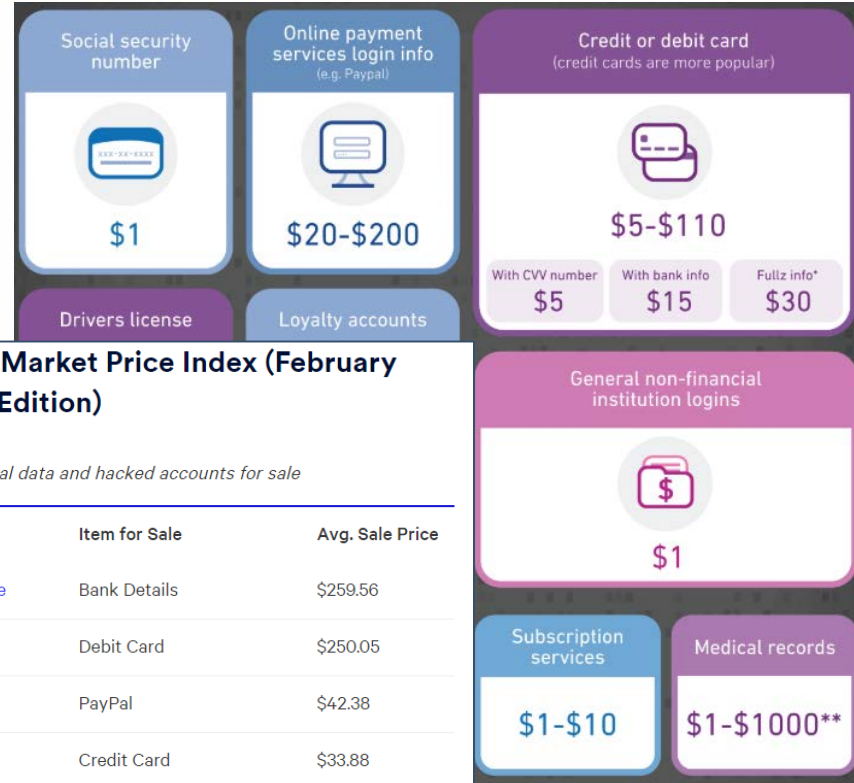 Social security
number
xxx-xx-xxxx
$1
Online payment
services login info
(e.g. Paypal)
$20-$200
Credit or debit card
(credit cards are more popular)
$5-$110
With CVV number
$5
With bank info
$15
Fullz info*
$30
Drivers license
Loyalty accounts
Market Price Index (February
Edition)
al data and hacked accounts for sale
Item for Sale
Avg. Sale Price
e
Bank Details
$259.56
Debit Card
$250.05
PayPal
$42.38
Credit Card
$33.88
General non-financial
institution logins
$
$1
Subscription
services
$1-$10
Medical records
$1-$1000**